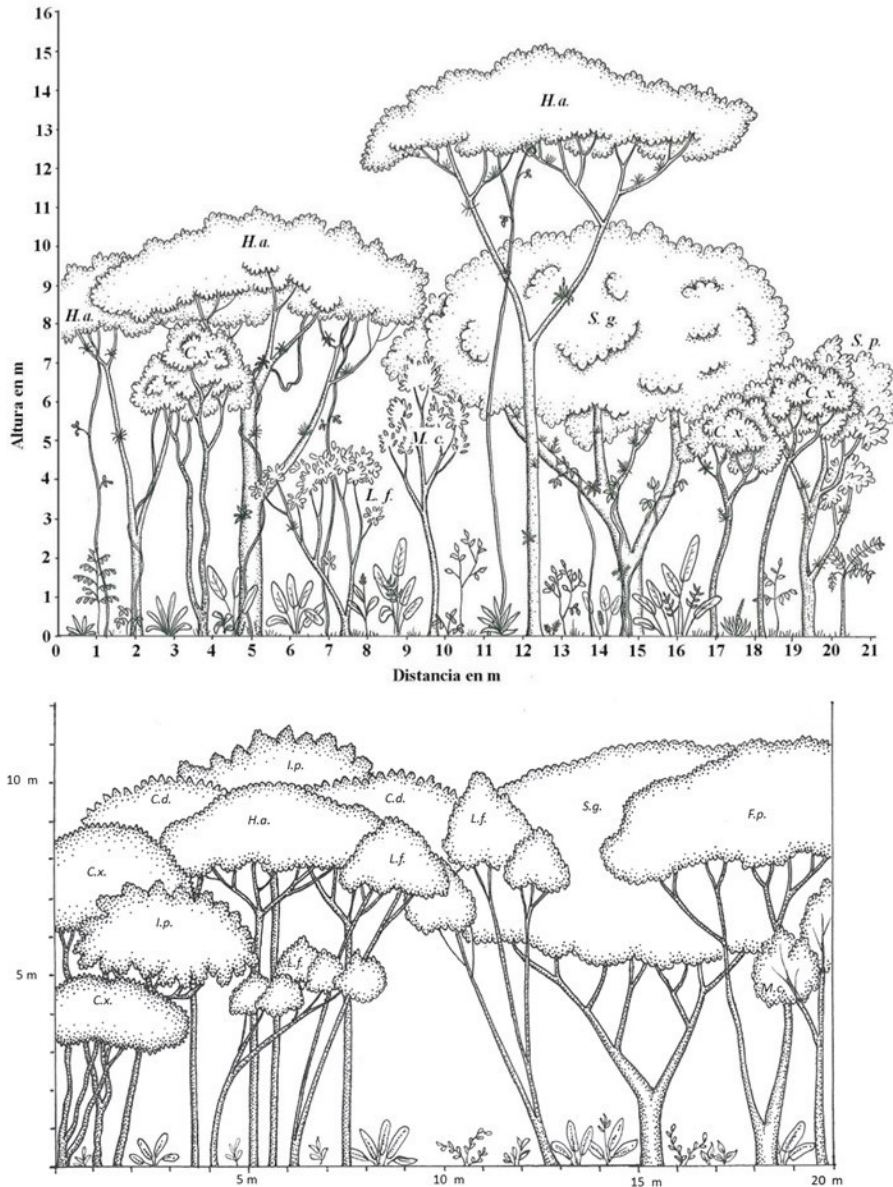 16
15
14
13
12
11
10
9
8
7
6
5
4
3
2
1
0
Altura en m
H. a.
H. a.
H. a.
S. g.
C. x.
S. p.
C. x.
C. x.
M. c.
L. f.
0 1 2 3 4 5 6 7 8 9 10 11 12 13 14 15 16 17 18 19 20 21
Distancia en m
10 m
5 m
I.p.
C.d.
C.d.
H.a.
L.f.
S.g.
F.p.
C.x.
L.f.
I.p.
f.
C.x.
M.c.
5 m 10 m 15 m 20 m